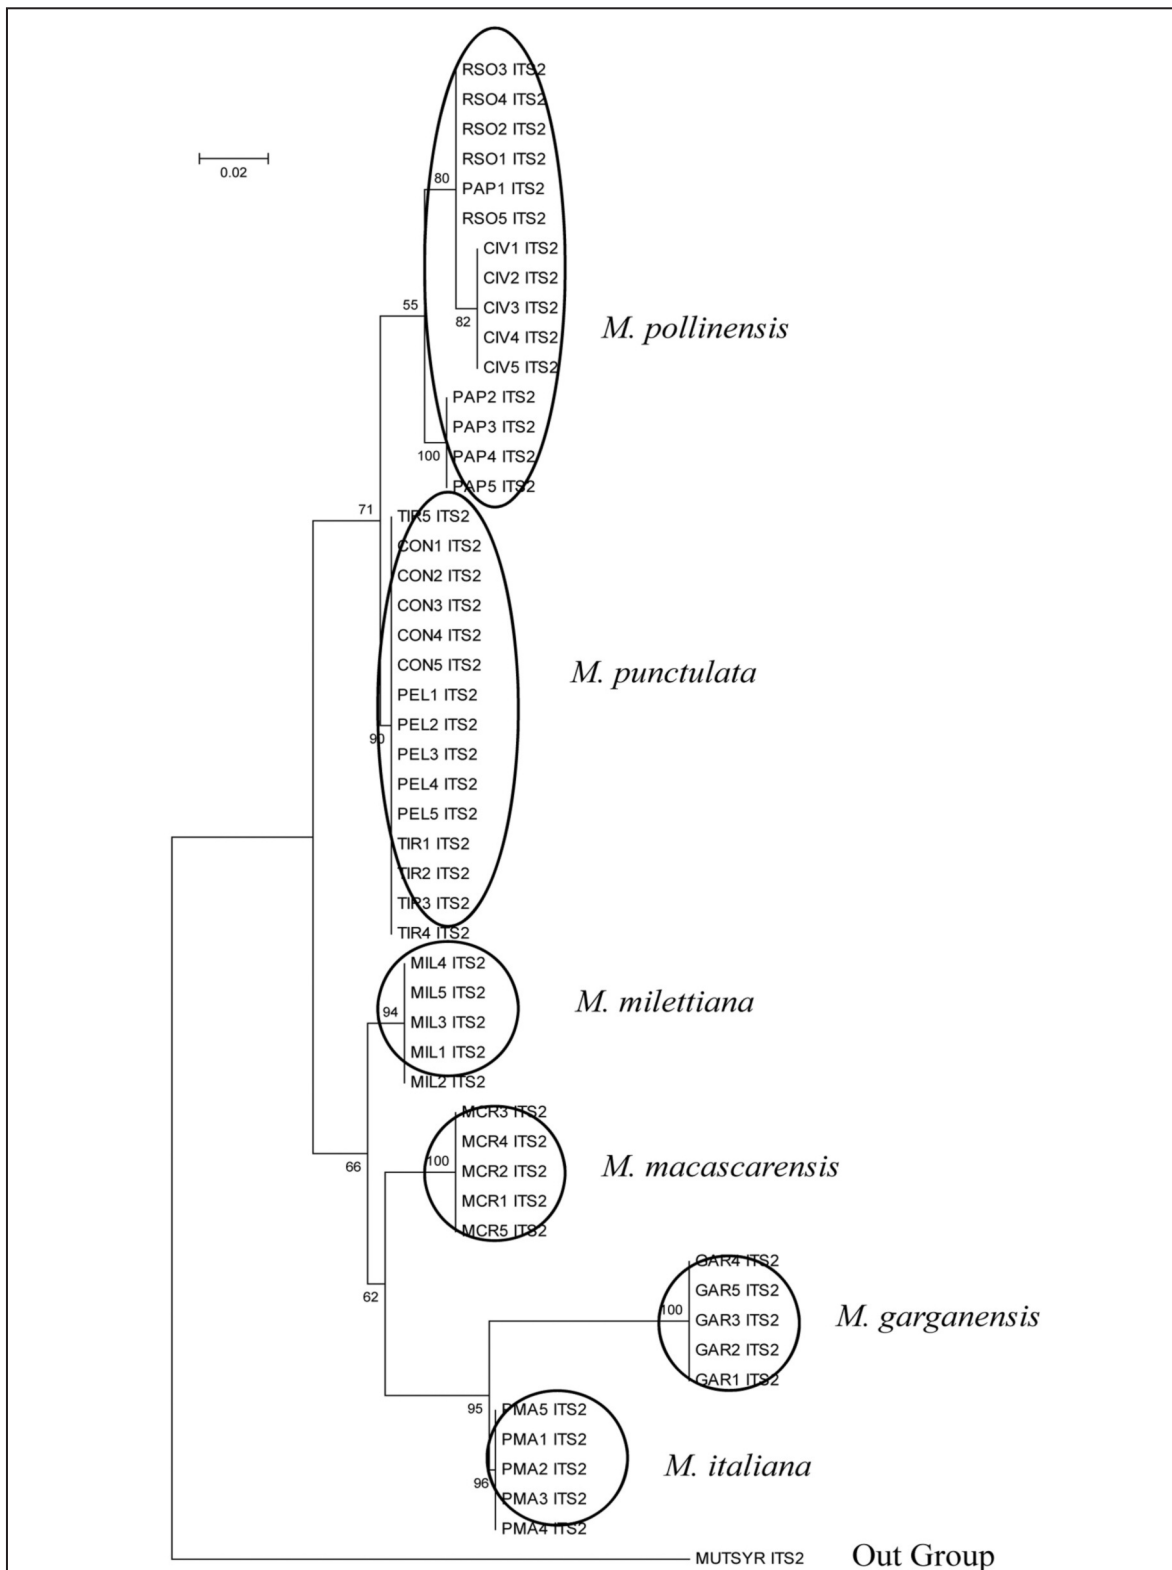 RSO3 ITS2
RSO4 ITS2
RSO2 ITS2
0.02
RSO1 ITS2
80
PAP1 ITS2
RSO5 ITS2
CIV1 ITS2
CIV2 ITS2
55
CIV3 ITS2
82
M. pollinensis
CIV4 ITS2
CIV5 ITS2
PAP2 ITS2
PAP3 ITS2
100
PAP4 ITS2
PAP5 ITS2
71
TIR5 ITS2
CON1 ITS2
CON2 ITS2
CON3 ITS2
CON4 ITS2
CON5 ITS2
M. punctulata
PEL1 ITS2
PEL2 ITS2
90
PEL3 ITS2
PEL4 ITS2
PEL5 ITS2
TIR1 ITS2
TIR2 ITS2
TIR3 ITS2
TIR4 ITS2
MIL4 ITS2
MIL5 ITS2
M. milettiana
94
MIL3 ITS2
MIL1 ITS2
MIL2 ITS2
MCR3 ITS2
MCR4 ITS2
66
100
MCR2 ITS2
M. macascarensis
MCR1 ITS2
MCR5 ITS2
GAR4 ITS2
62
GAR5 ITS2
100
GAR3 ITS2
M. garganensis
GAR2 ITS2
GAR1 ITS2
95
PMA5 ITS2
PMA1 ITS2
PMA2 ITS2
M. italiana
96
PMA3 ITS2
PMA4 ITS2
MUTSYR ITS2
Out Group